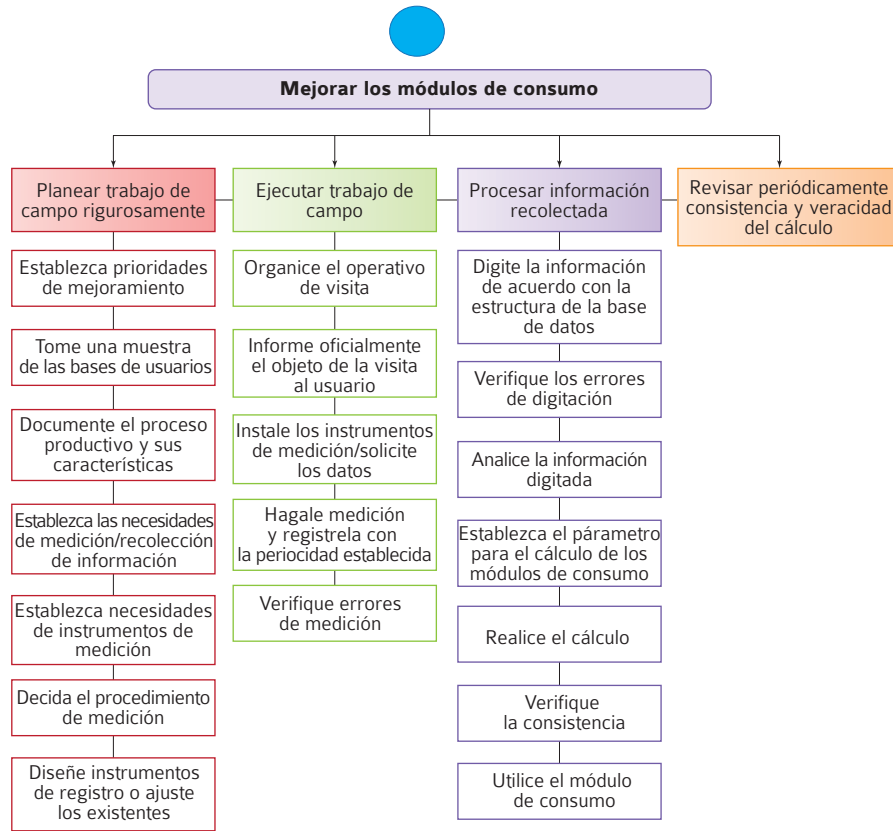 Mejorar los módulos de consumo
Planear trabajo de
campo rigurosamente
Establezca prioridades
de mejoramiento
Tome una muestra
de las bases de usuarios
Documente el proceso
productivo y sus
características
Establezca las necesidades
de medición/recolección
de información
Establezca necesidades
de instrumentos de
medición
Decida el procedimiento
de medición
Diseñe instrumentos
de registro o ajuste
los existentes
Ejecutar trabajo de
campo
Organice el operativo
de visita
Informe oficialmente
el objeto de la visita
al usuario
Instale los instrumentos
de medición/solicite
los datos
Hagale medición
y registrela con
la periocidad establecida
Verifique errores
de medición
Procesar información
recolectada
Digite la información
de acuerdo con la
estructura de la base
de datos
Verifique los errores
de digitación
Analice la información
digitada
Establezca el párametro
para el cálculo de los
módulos de consumo
Realice el cálculo
Verifique
la consistencia
Utilice el módulo
de consumo
Revisar periódicamente
consistencia y veracidad
del cálculo